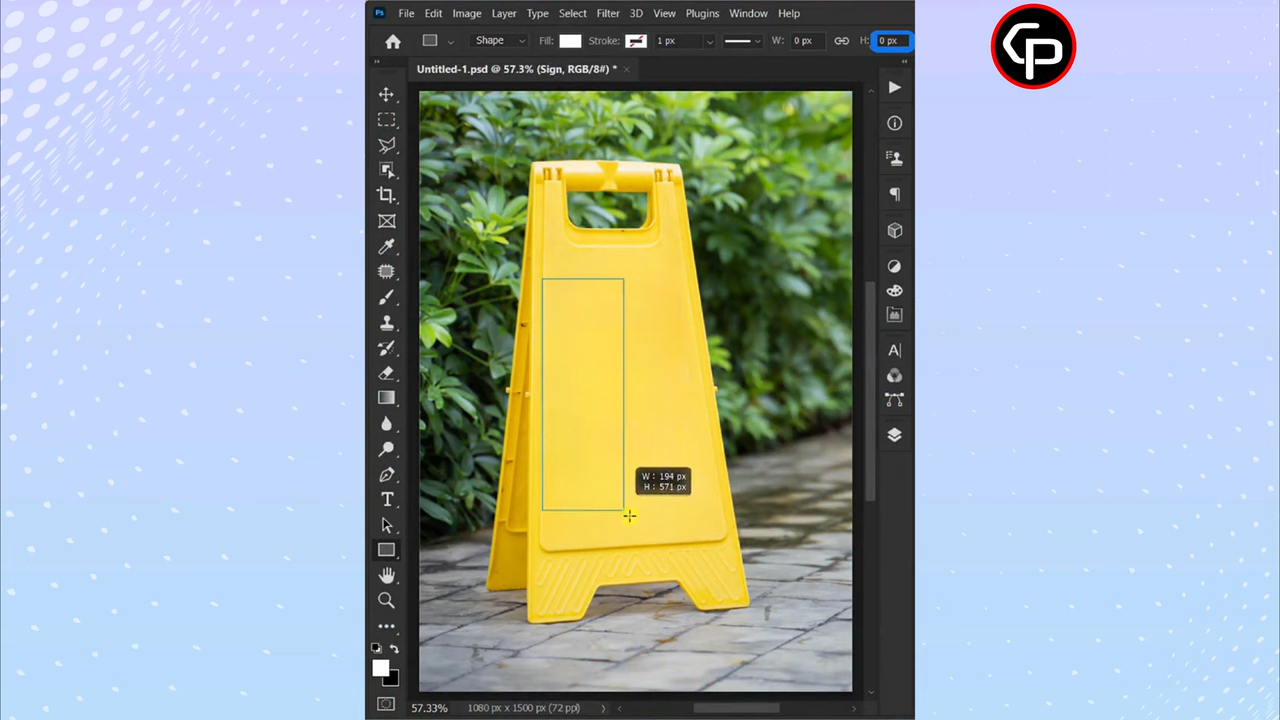 Ps File Edit Image Layer Type Select Filter 3D View Plugins Window Help
Shape Fill: Stroke: 1 px W: 0 px H: 0 px
Untitled-1.psd @ 57.3% (Sign, RGB/8#) * ×
W : 194 px
H : 571 px
57.33% 1080 px x 1500 px (72 ppi)
CP